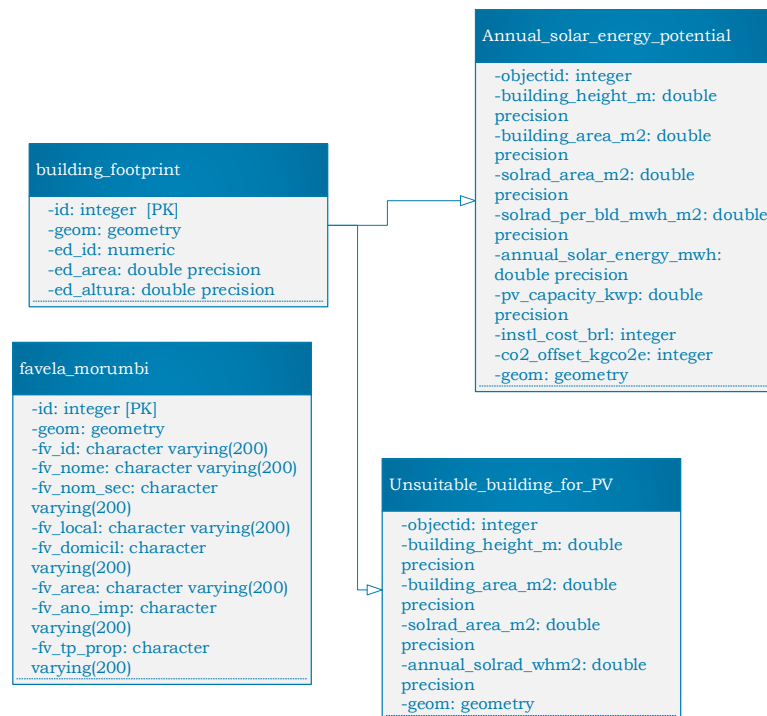 Annual_solar_energy_potential
-objectid: integer
-building_height_m: double
precision
-building_area_m2: double
precision
-solrad_area_m2: double
precision
-solrad_per_bld_mwh_m2: double
precision
-annual_solar_energy_mwh:
double precision
-pv_capacity_kwp: double
precision
-instl_cost_brl: integer
-co2_offset_kgco2e: integer
-geom: geometry
building_footprint
-id: integer [PK]
-geom: geometry
-ed_id: numeric
-ed_area: double precision
-ed_altura: double precision
favela_morumbi
-id: integer [PK]
-geom: geometry
-fv_id: character varying(200)
-fv_nome: character varying(200)
-fv_nom_sec: character
varying(200)
-fv_local: character varying(200)
-fv_domicil: character
varying(200)
-fv_area: character varying(200)
-fv_ano_imp: character
varying(200)
-fv_tp_prop: character
varying(200)
Unsuitable_building_for_PV
-objectid: integer
-building_height_m: double
precision
-building_area_m2: double
precision
-solrad_area_m2: double
precision
-annual_solrad_whm2: double
precision
-geom: geometry